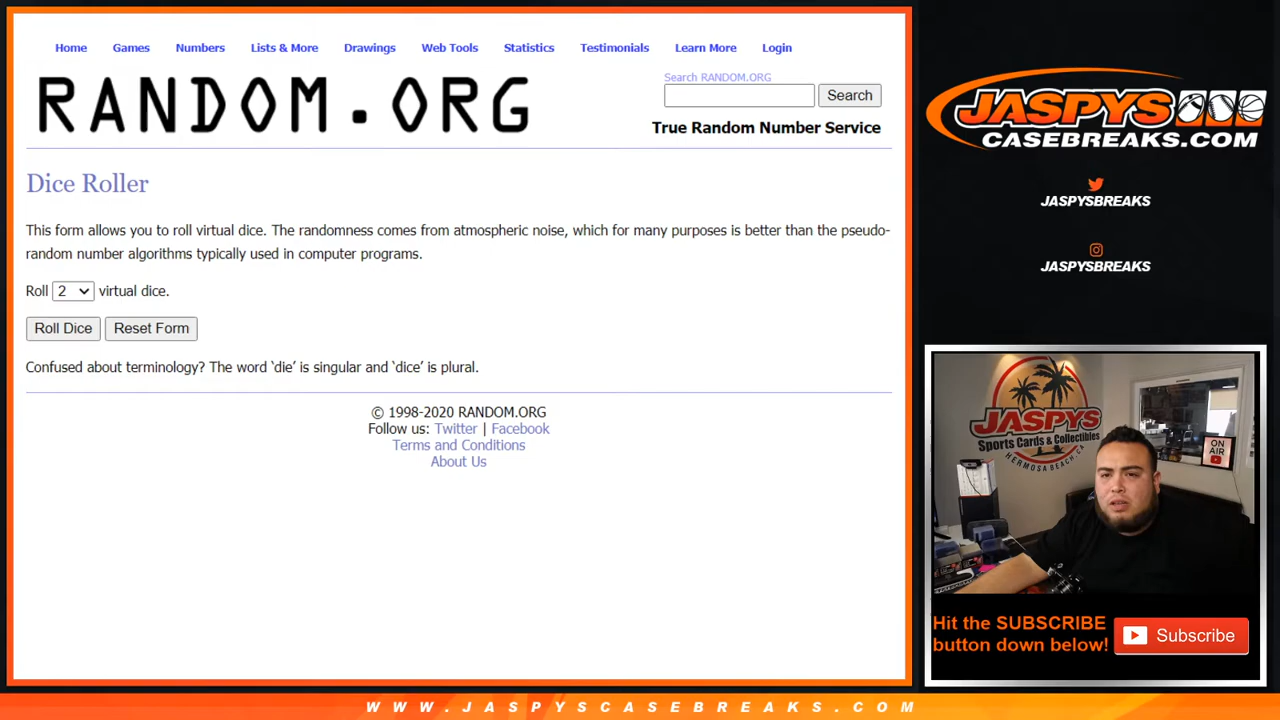 Home Games Numbers Lists & More Drawings Web Tools Statistics Testimonials Learn More Login
RANDOM.ORG
Search RANDOM.ORG
Search
True Random Number Service
Dice Roller
This form allows you to roll virtual dice. The randomness comes from atmospheric noise, which for many purposes is better than the pseudo-
random number algorithms typically used in computer programs.
Roll 2 virtual dice.
Roll Dice Reset Form
Confused about terminology? The word ‘die’ is singular and ‘dice’ is plural.
© 1998-2020 RANDOM.ORG
Follow us: Twitter | Facebook
Terms and Conditions
About Us
JASPYS
CASEBREAKS.COM
JASPYSBREAKS
JASPYSBREAKS
JASPYS
Sports Cards & Collectibles
HERMOSA BEACH, CA
ON
AIR
Hit the SUBSCRIBE
button down below!
Subscribe
WWW.JASPYSCASEBREAKS.COM